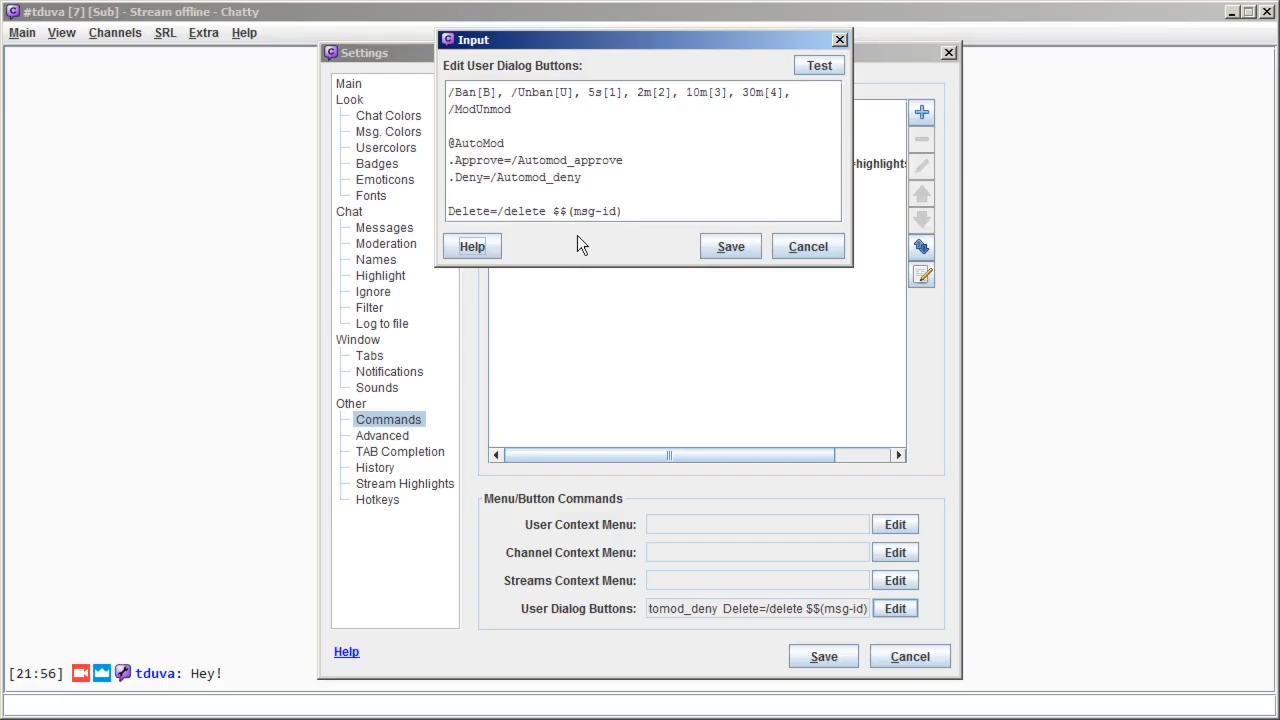 #tduva [7] [Sub] - Stream offline - Chatty
Main View Channels SRL Extra Help
Settings
Main
Look
Chat Colors
Msg. Colors
Usercolors
Badges
Emoticons
Fonts
Chat
Messages
Moderation
Names
Highlight
Ignore
Filter
Log to file
Window
Tabs
Notifications
Sounds
Other
Commands
Advanced
TAB Completion
History
Stream Highlights
Hotkeys
Input
Edit User Dialog Buttons:
Test
/Ban[B], /Unban[U], 5s[1], 2m[2], 10m[3], 30m[4],
/ModUnmod
@AutoMod
.Approve=/Automod_approve
.Deny=/Automod_deny
Delete=/delete $$(msg-id)
Help Save Cancel
=highlights
Menu/Button Commands
User Context Menu: Edit
Channel Context Menu: Edit
Streams Context Menu: Edit
User Dialog Buttons: tomod_deny Delete=/delete $$(msg-id) Edit
Help Save Cancel
[21:56] tduva: Hey!